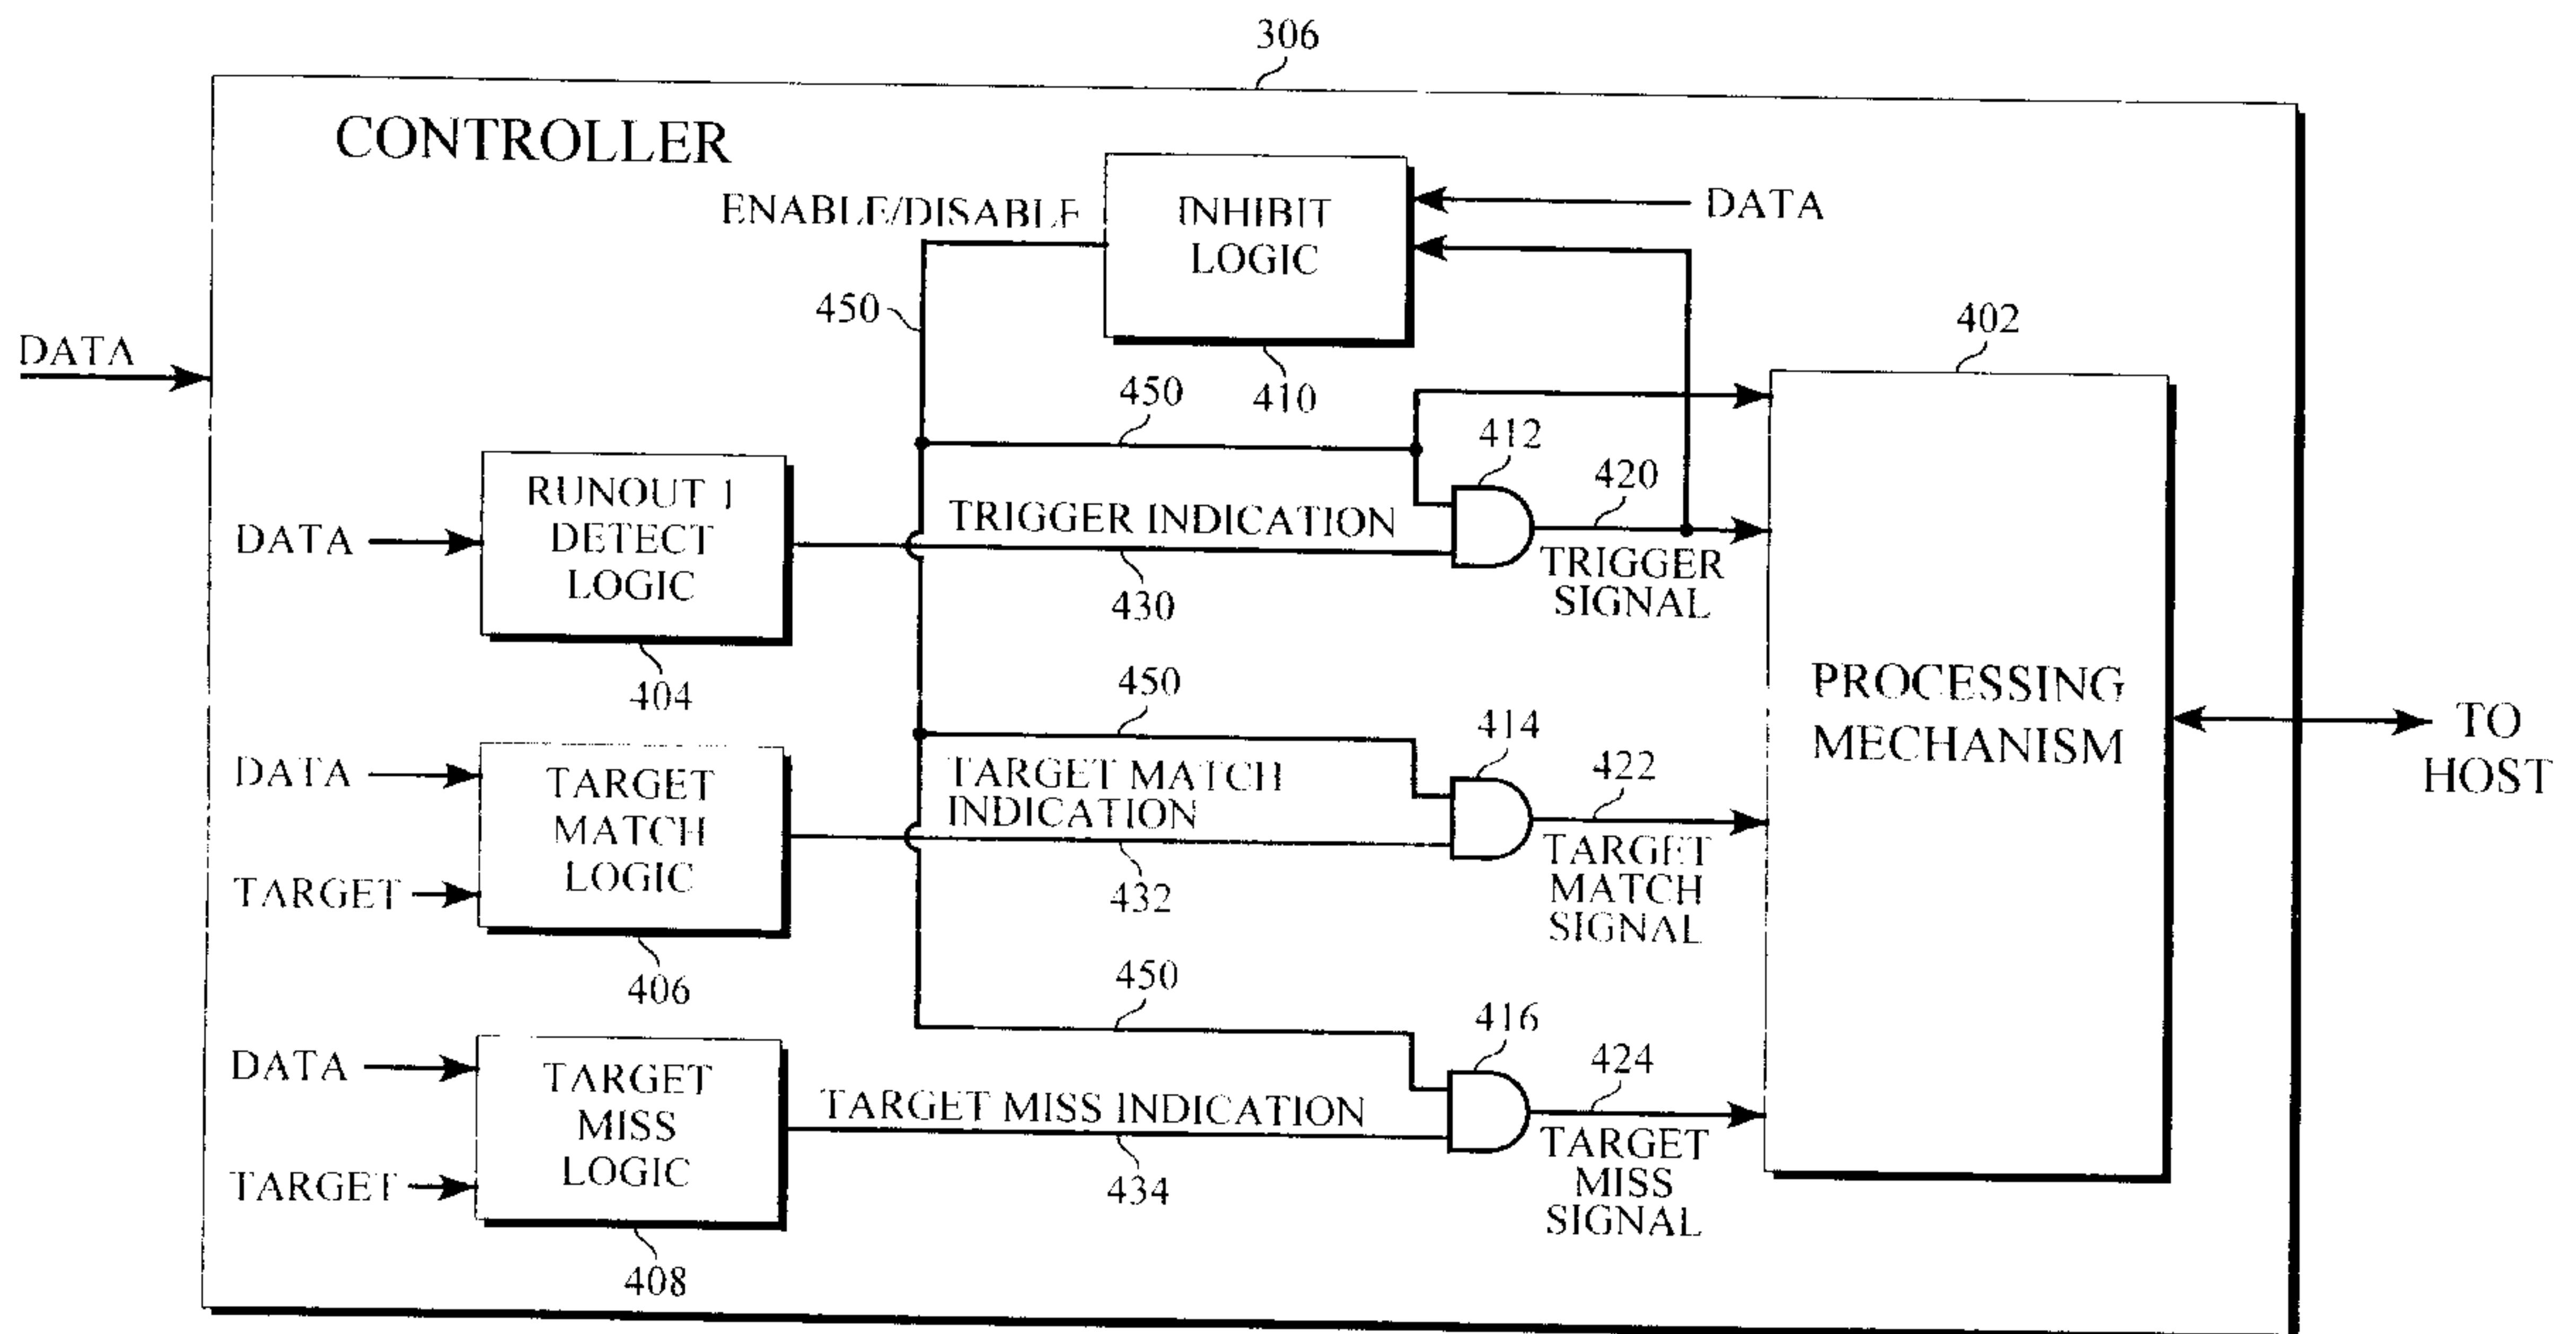 306
CONTROLLER
ENABLE/DISABLE
INHIBIT
LOGIC
DATA
450
410
402
DATA
450
412
420
RUNOUT 1
DETECT
LOGIC
DATA
TRIGGER INDICATION
430
TRIGGER
SIGNAL
404
PROCESSING
MECHANISM
TO
HOST
450
414
422
DATA
TARGET
MATCH
LOGIC
TARGET
TARGET MATCH
INDICATION
432
TARGET
MATCH
SIGNAL
406
450
416
424
DATA
TARGET
MISS
LOGIC
TARGET
TARGET MISS INDICATION
434
TARGET
MISS
SIGNAL
408